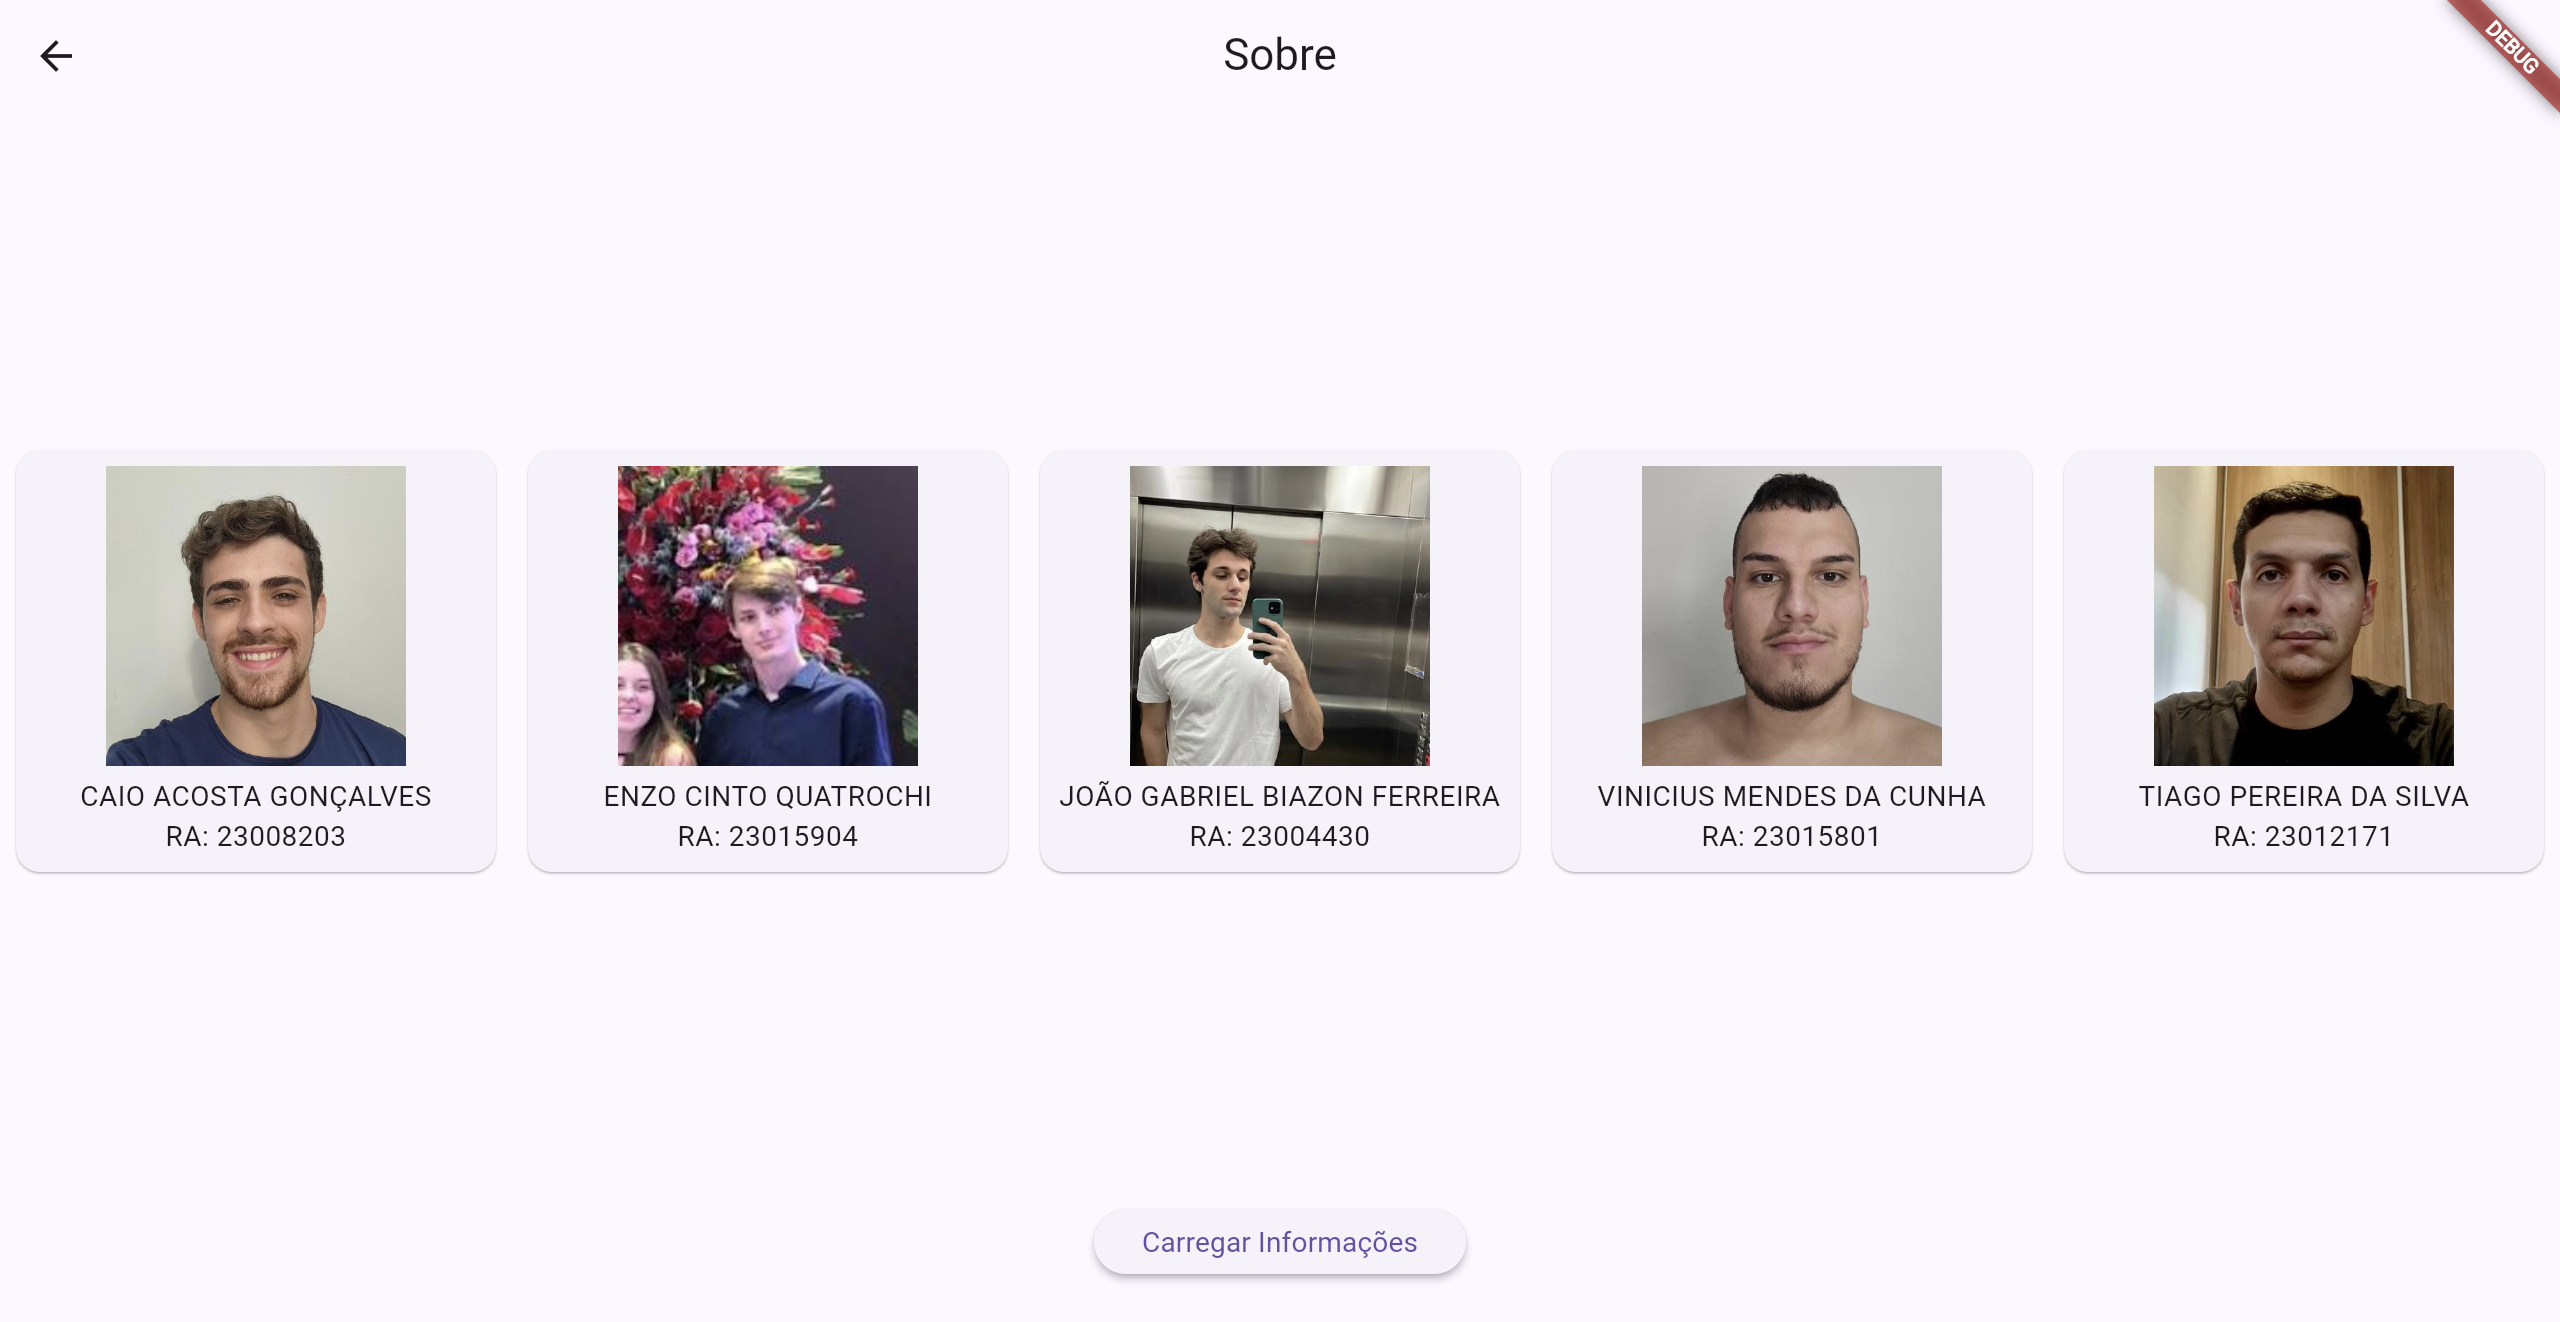 Sobre
DEBUG
CAIO ACOSTA GONÇALVES
RA: 23008203
ENZO CINTO QUATROCHI
RA: 23015904
JOÃO GABRIEL BIAZON FERREIRA
RA: 23004430
VINICIUS MENDES DA CUNHA
RA: 23015801
TIAGO PEREIRA DA SILVA
RA: 23012171
Carregar Informações